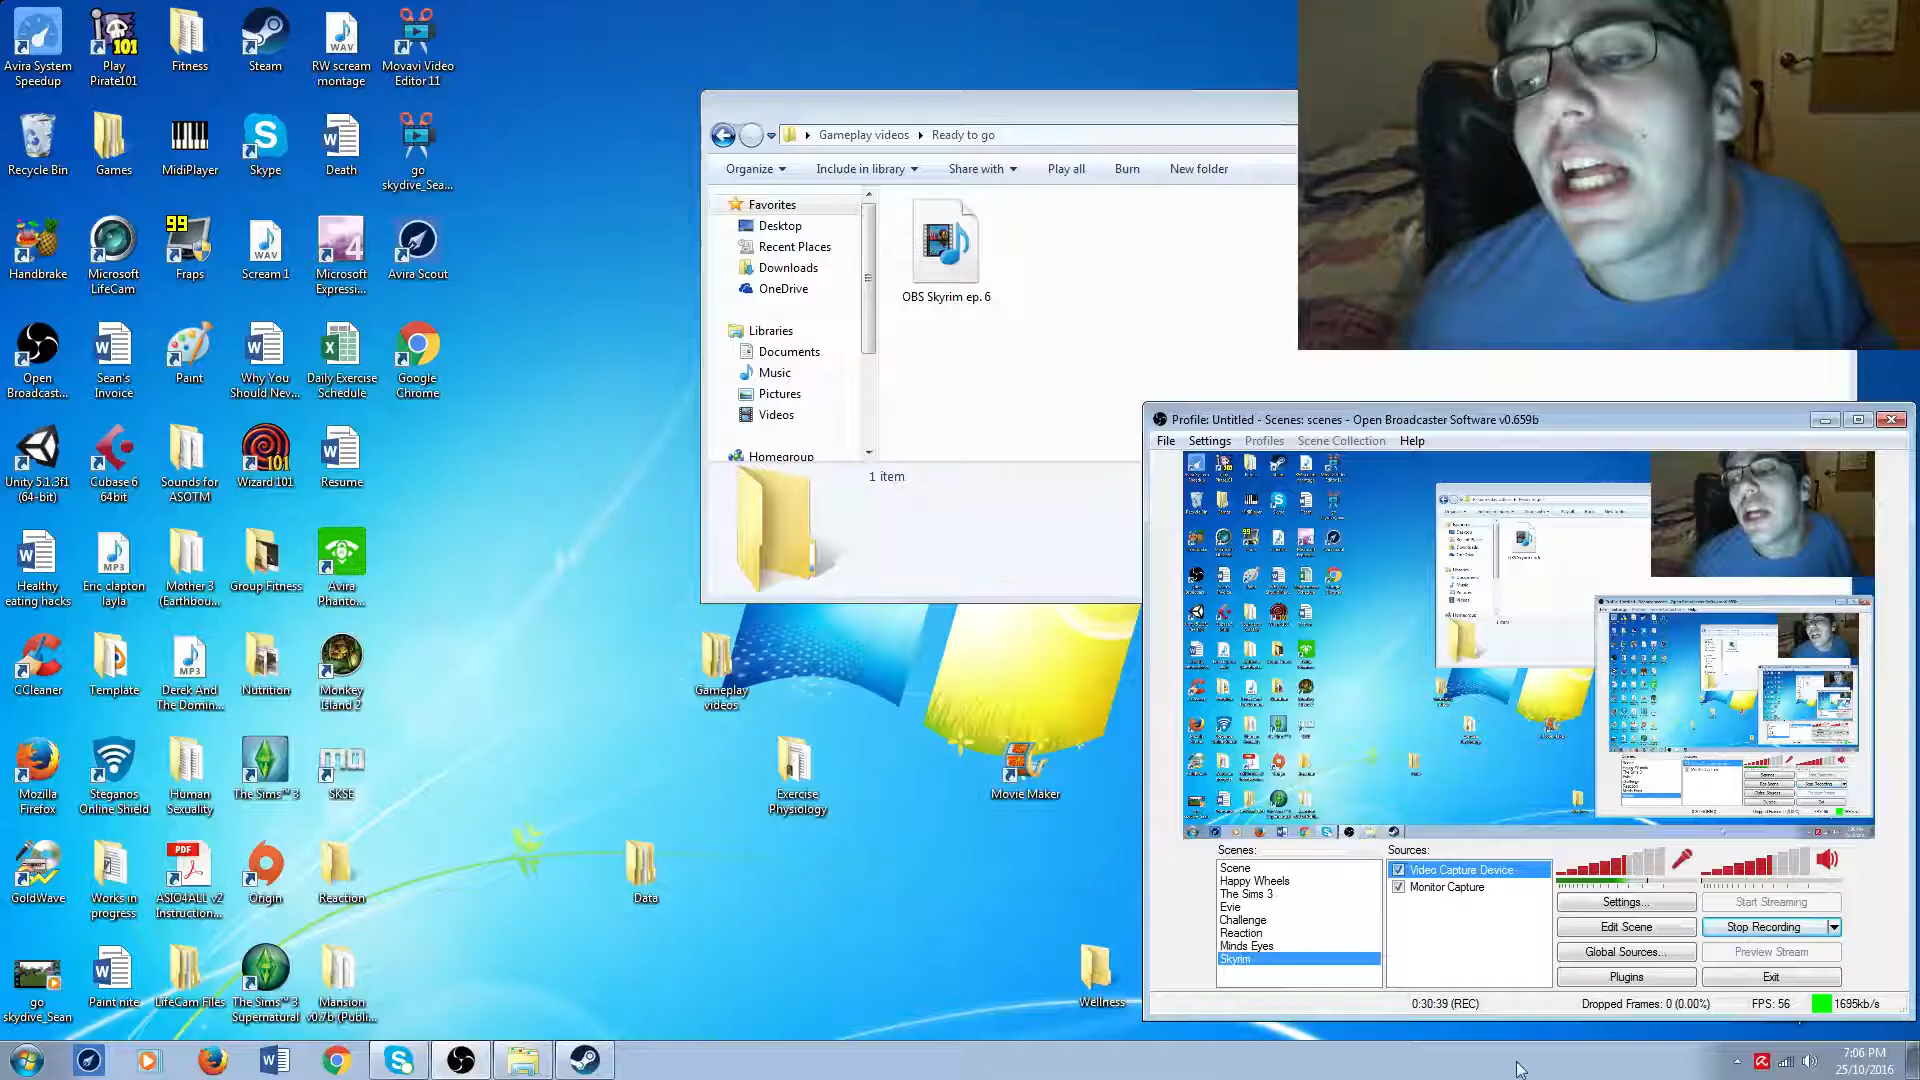 Avira System
Speedup
Play
Pirate101
Fitness
Steam
RW scream
montage
Movavi Video
Editor 11
Recycle Bin
Games
MidiPlayer
Skype
Death
go
skydive_Sea...
Handbrake
Microsoft
LifeCam
99
Fraps
Scream 1
Microsoft
Expressi...
Avira Scout
Open
Broadcast...
Sean's
Invoice
Paint
Why You
Should Nev...
Daily Exercise
Schedule
Google
Chrome
Unity 5.1.3f1
(64-bit)
Cubase 6
64bit
Sounds for
ASOTM
Wizard 101
Resume
Healthy
eating hacks
Eric clapton
layla
Mother 3
(Earthbou...
Group Fitness
Avira
Phanto...
CCleaner
Template
Derek And
The Domin...
Nutrition
Monkey
Island 2
Mozilla
Firefox
Steganos
Online Shield
Human
Sexuality
The Sims™ 3
SKSE
GoldWave
Works in
progress
ASIO4ALL v2
Instruction...
Origin
Reaction
go
skydive_Sean
Paint nite
LifeCam Files
The Sims™ 3
Supernatural
Mansion
v0.7b (Publi...
Gameplay videos
Ready to go
Organize
Include in library
Share with
Play all
Burn
New folder
Favorites
Desktop
Recent Places
Downloads
OneDrive
Libraries
Documents
Music
Pictures
Videos
Homegroup
OBS Skyrim ep. 6
1 item
Gameplay
videos
Exercise
Physiology
Movie Maker
Data
Wellness
Profile: Untitled - Scenes: scenes - Open Broadcaster Software v0.659b
File
Settings
Profiles
Scene Collection
Help
Scenes:
Scene
Happy Wheels
The Sims 3
Evie
Challenge
Reaction
Minds Eyes
Skyrim
Sources:
Video Capture Device
Monitor Capture
Settings...
Start Streaming
Edit Scene
Stop Recording
Global Sources...
Preview Stream
Plugins
Exit
0:30:39 (REC)
Dropped Frames: 0 (0.00%)
FPS: 56
1695kb/s
7:06 PM
25/10/2016